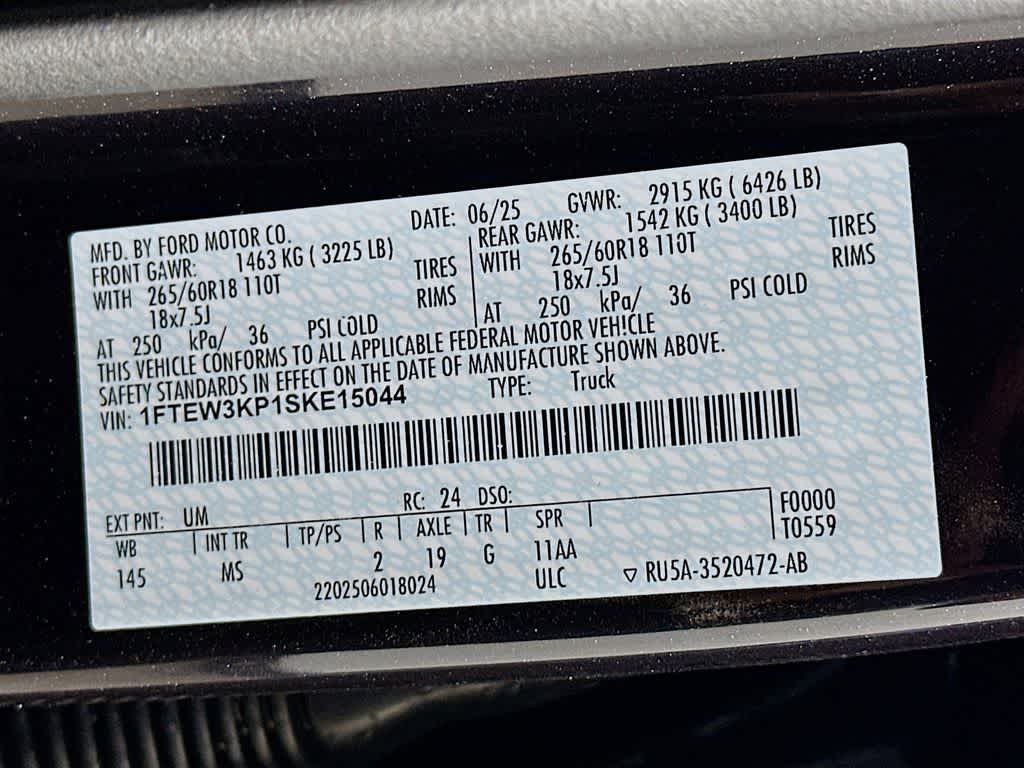 MFD. BY FORD MOTOR CO. DATE: 06/25 GVWR: 2915 KG ( 6426 LB)
FRONT GAWR: 1463 KG ( 3225 LB) REAR GAWR: 1542 KG ( 3400 LB)
WITH 265/60R18 110T TIRES WITH 265/60R18 110T TIRES
18x7.5J RIMS 18x7.5J RIMS
AT 250 kPa/ 36 PSI COLD AT 250 kPa/ 36 PSI COLD
THIS VEHICLE CONFORMS TO ALL APPLICABLE FEDERAL MOTOR VEHICLE
SAFETY STANDARDS IN EFFECT ON THE DATE OF MANUFACTURE SHOWN ABOVE.
VIN: 1FTEW3KP1SKE15044 TYPE: Truck
EXT PNT: UM RC: 24 DSO: F0000
WB INT TR TP/PS R AXLE TR SPR T0559
145 MS 2 19 G 11AA
2202506018024 ULC ▽ RU5A-3520472-AB